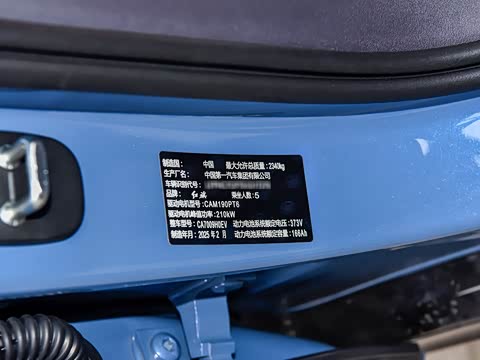 制造国：中国 最大允许总质量：2340kg
生产厂名：中国第一汽车集团有限公司
车辆识别代号：
品牌：红旗 乘坐人数：5
驱动电机型号：CAM190PT6
驱动电机峰值功率：210kW
整车型号：CA7009H0EV 动力电池系统额定电压：373V
制造年月：2025年2月 动力电池系统额定容量：166Ah